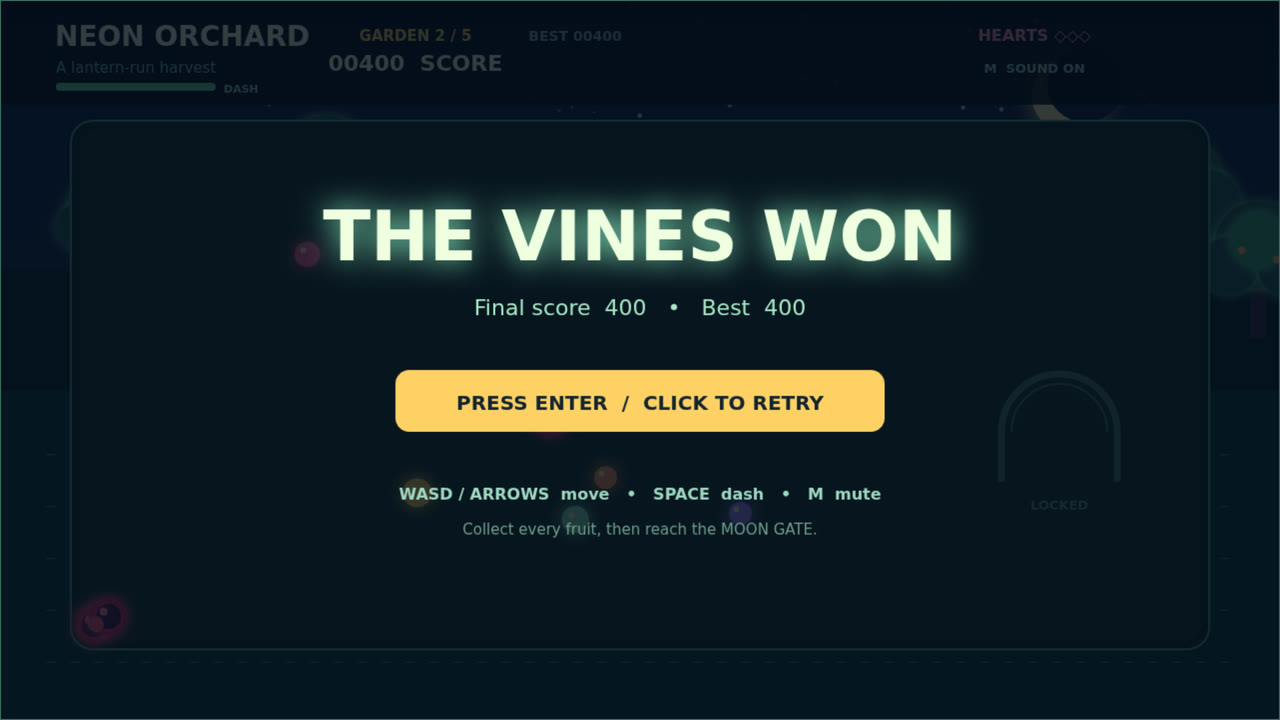 NEON ORCHARD
A lantern-run harvest
DASH
GARDEN 2 / 5
00400 SCORE
BEST 00400
HEARTS ◇◇◇
M SOUND ON
THE VINES WON
Final score 400 • Best 400
PRESS ENTER / CLICK TO RETRY
WASD / ARROWS move • SPACE dash • M mute
Collect every fruit, then reach the MOON GATE.
LOCKED